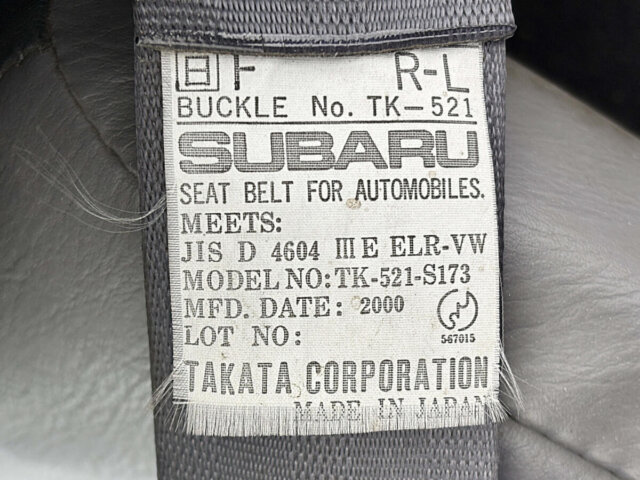 日 F R-L
BUCKLE No. TK-521
SUBARU
SEAT BELT FOR AUTOMOBILES.
MEETS:
JIS D 4604 III E ELR-VW
MODEL NO: TK-521-S173
MFD. DATE: 2000
LOT NO:
567015
TAKATA CORPORATION
MADE IN JAPAN